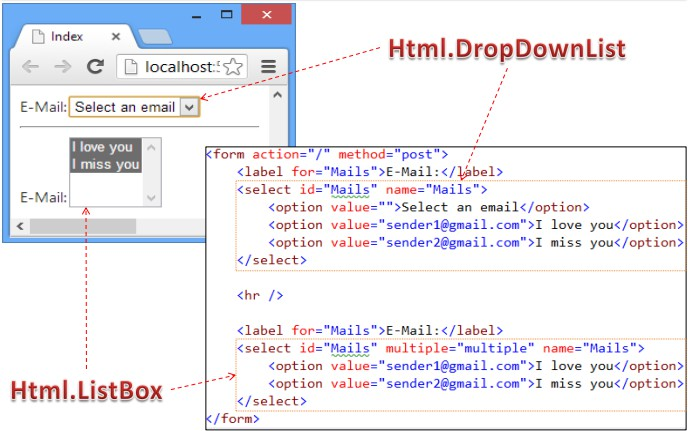 Index
localhost:5
Html.DropDownList
E-Mail: Select an email
I love you
I miss you
E-Mail:
<form action="/" method="post">
<label for="Mails">E-Mail:</label>
<select id="Mails" name="Mails">
<option value="">Select an email</option>
<option value="sender1@gmail.com">I love you</option>
<option value="sender2@gmail.com">I miss you</option>
</select>
<hr />
<label for="Mails">E-Mail:</label>
<select id="Mails" multiple="multiple" name="Mails">
<option value="sender1@gmail.com">I love you</option>
<option value="sender2@gmail.com">I miss you</option>
</select>
</form>
Html.ListBox